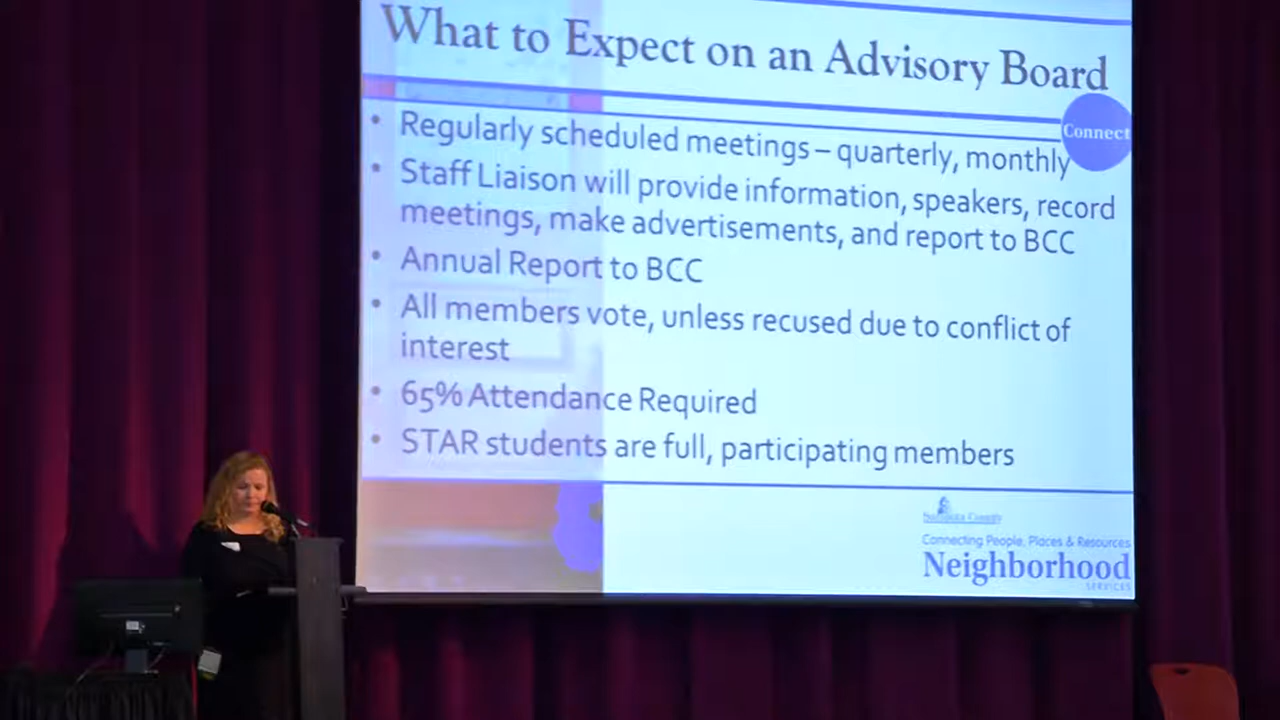 What to Expect on an Advisory Board
Connect
• Regularly scheduled meetings – quarterly, monthly
• Staff Liaison will provide information, speakers, record
meetings, make advertisements, and report to BCC
• Annual Report to BCC
• All members vote, unless recused due to conflict of
interest
• 65% Attendance Required
• STAR students are full, participating members
County
Connecting People, Places & Resources
Neighborhood
SERVICES